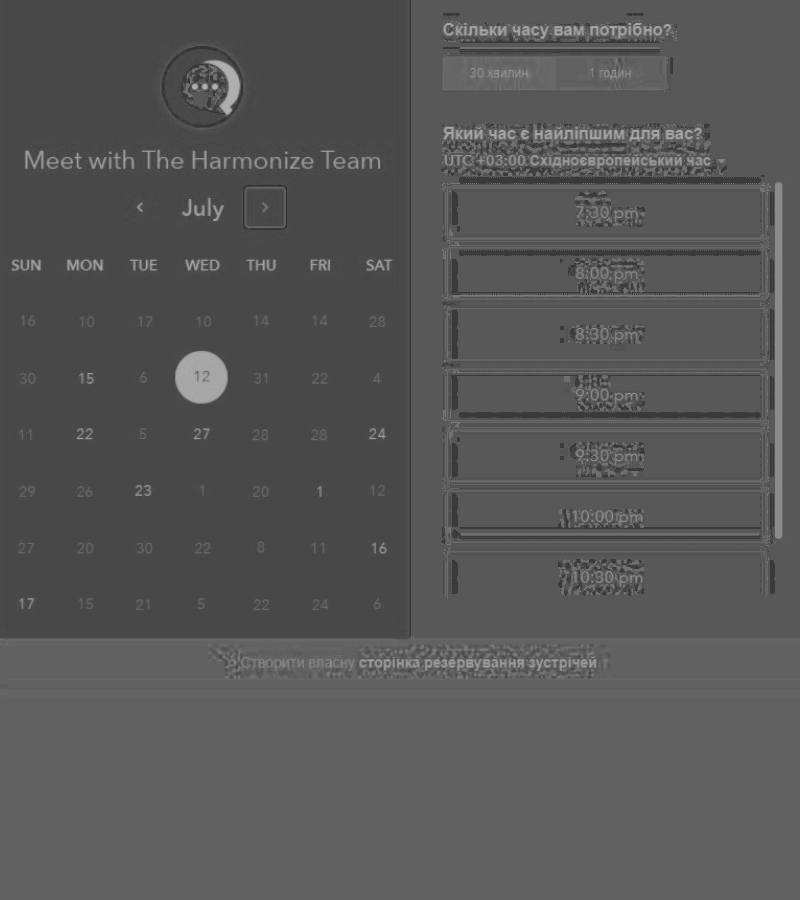 Meet with The Harmonize Team
July
SUN MON TUE WED THU FRI SAT
16 10 17 10 14 14 28
30 15 6 12 31 22 4
11 22 5 27 28 28 24
29 26 23 1 20 1 12
27 20 30 22 8 11 16
17 15 21 5 22 24 6
Скільки часу вам потрібно?
30 хвилин 1 годин
Який час є найліпшим для вас?
UTC +03:00 Східноєвропейський час
7:30 pm
8:00 pm
8:30 pm
9:00 pm
9:30 pm
10:00 pm
10:30 pm
Створити власну сторінка резервування зустрічей